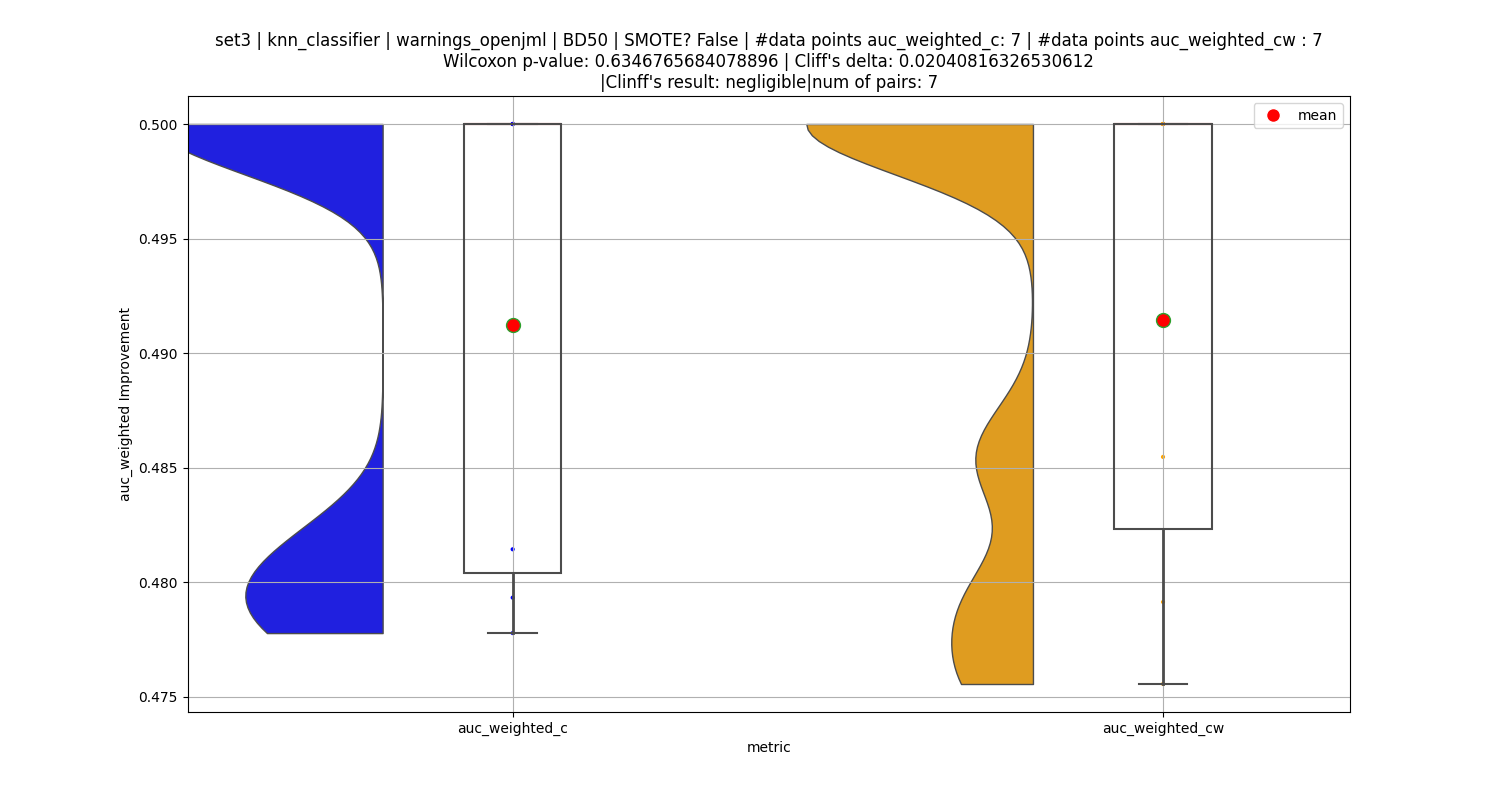 set3 | knn_classifier | warnings_openjml | BD50 | SMOTE? False | #data points auc_weighted_c: 7 | #data points auc_weighted_cw : 7
Wilcoxon p-value: 0.6346765684078896 | Cliff's delta: 0.02040816326530612
|Clinff's result: negligible|num of pairs: 7
mean
0.500
0.495
0.490
0.485
0.480
0.475
auc_weighted Improvement
auc_weighted_c
auc_weighted_cw
metric